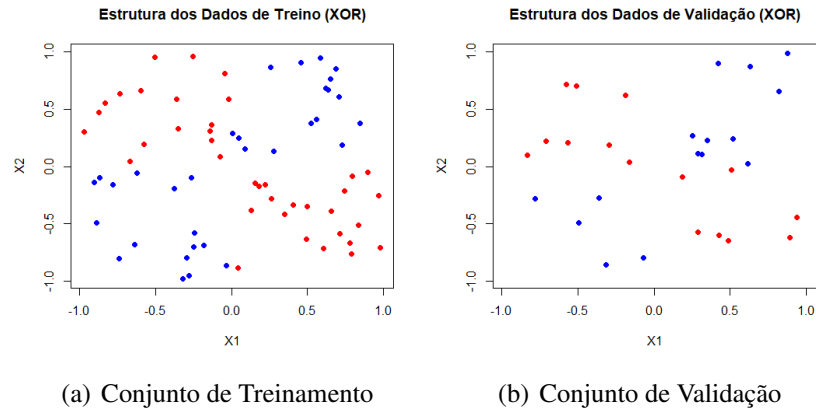 Estrutura dos Dados de Treino (XOR)
X2
1.0
0.5
0.0
-0.5
-1.0
-1.0 -0.5 0.0 0.5 1.0
X1
(a) Conjunto de Treinamento
Estrutura dos Dados de Validação (XOR)
X2
1.0
0.5
0.0
-0.5
-1.0
-1.0 -0.5 0.0 0.5 1.0
X1
(b) Conjunto de Validação